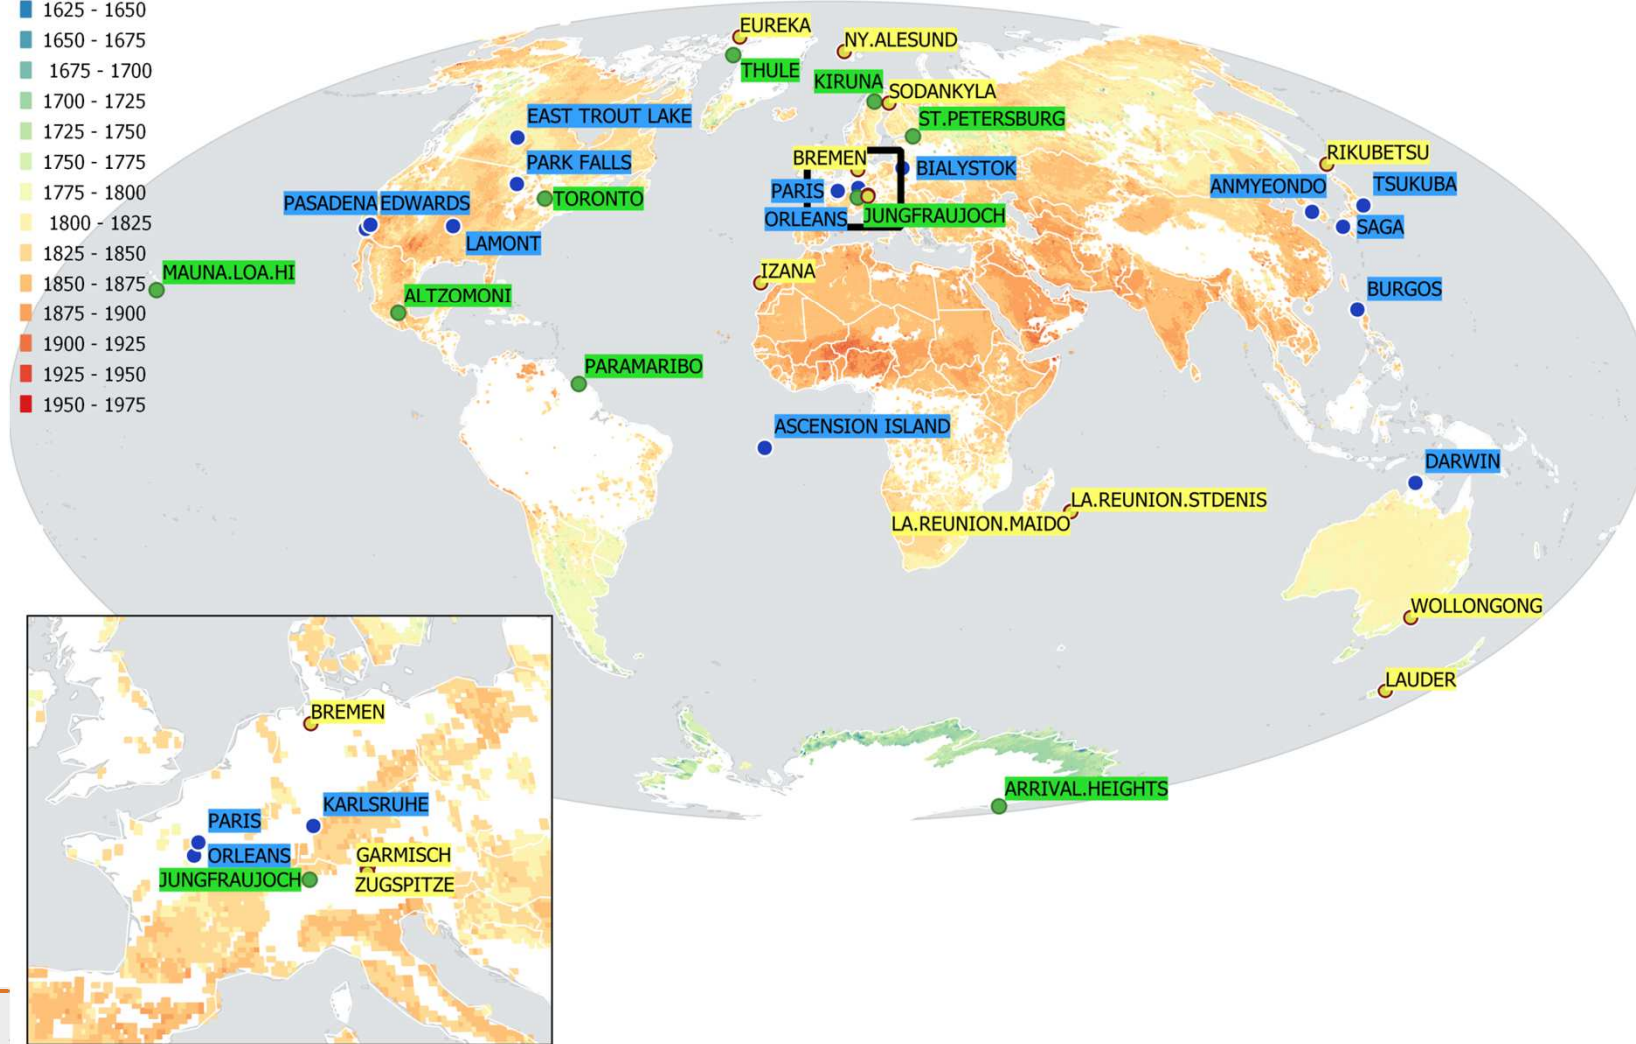 1625 - 1650
1650 - 1675
1675 - 1700
1700 - 1725
1725 - 1750
1750 - 1775
1775 - 1800
1800 - 1825
1825 - 1850
1850 - 1875
1875 - 1900
1900 - 1925
1925 - 1950
1950 - 1975
EUREKA
NY.ALESUND
THULE
KIRUNA
SODANKYLA
EAST TROUT LAKE
ST.PETERSBURG
PARK FALLS
BREMEN
BIALYSTOK
RIKUBETSU
PASADENA
EDWARDS
TORONTO
PARIS
ANMYEONDO
TSUKUBA
ORLEANS
JUNGFRAUJOCH
LAMONT
SAGA
MAUNA.LOA.HI
IZANA
ALTZOMONI
BURGOS
PARAMARIBO
ASCENSION ISLAND
DARWIN
LA.REUNION.STDENIS
LA.REUNION.MAIDO
WOLLONGONG
LAUDER
ARRIVAL.HEIGHTS
BREMEN
KARLSRUHE
PARIS
ORLEANS
GARMISCH
JUNGFRAUJOCH
ZUGSPITZE